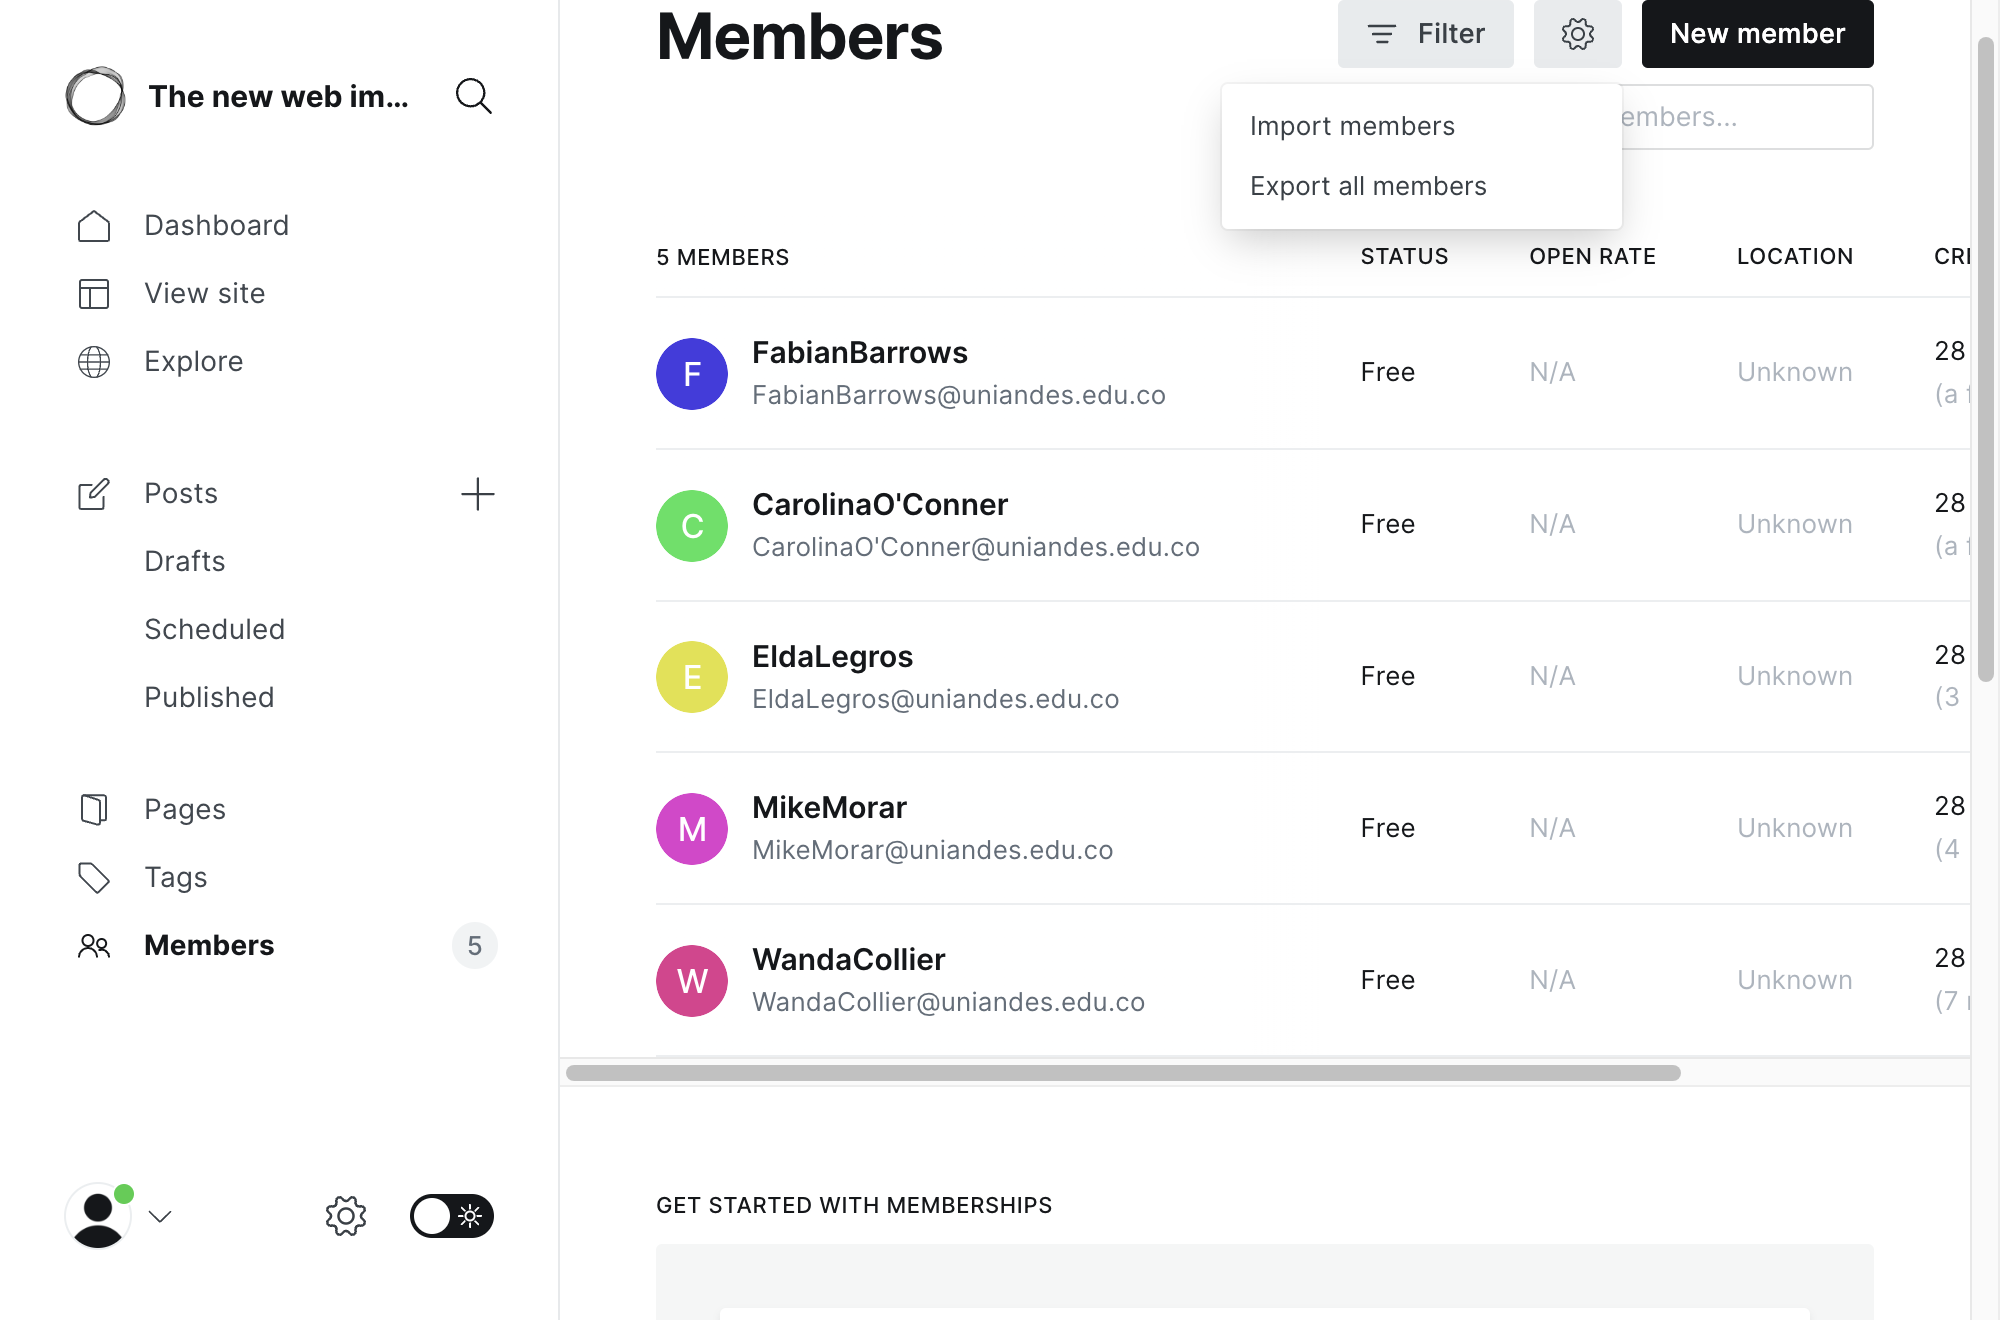 The new web im...
Dashboard
View site
Explore
Posts
Drafts
Scheduled
Published
Pages
Tags
Members
5
Members
Filter
New member
embers...
Import members
Export all members
5 MEMBERS STATUS OPEN RATE LOCATION
F
FabianBarrows
FabianBarrows@uniandes.edu.co
Free N/A Unknown 28
(a
C
CarolinaO'Conner
CarolinaO'Conner@uniandes.edu.co
Free N/A Unknown 28
(a
E
EldaLegros
EldaLegros@uniandes.edu.co
Free N/A Unknown 28
(3
M
MikeMorar
MikeMorar@uniandes.edu.co
Free N/A Unknown 28
(4
W
WandaCollier
WandaCollier@uniandes.edu.co
Free N/A Unknown 28
(7
GET STARTED WITH MEMBERSHIPS